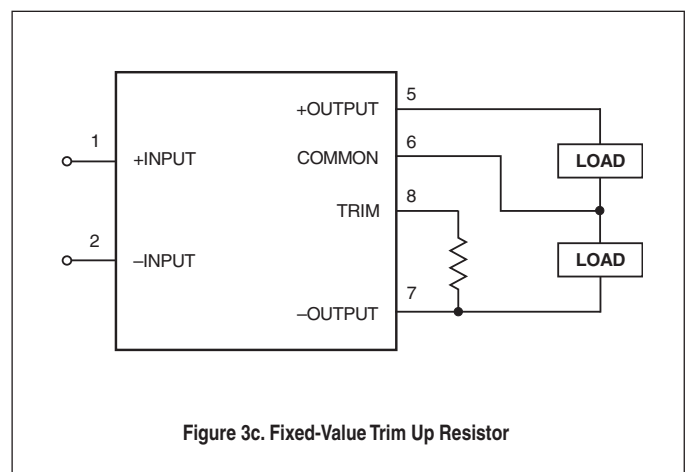 5
+OUTPUT
1
6
+INPUT
COMMON
LOAD
8
TRIM
2
–INPUT
LOAD
7
–OUTPUT
Figure 3c. Fixed-Value Trim Up Resistor